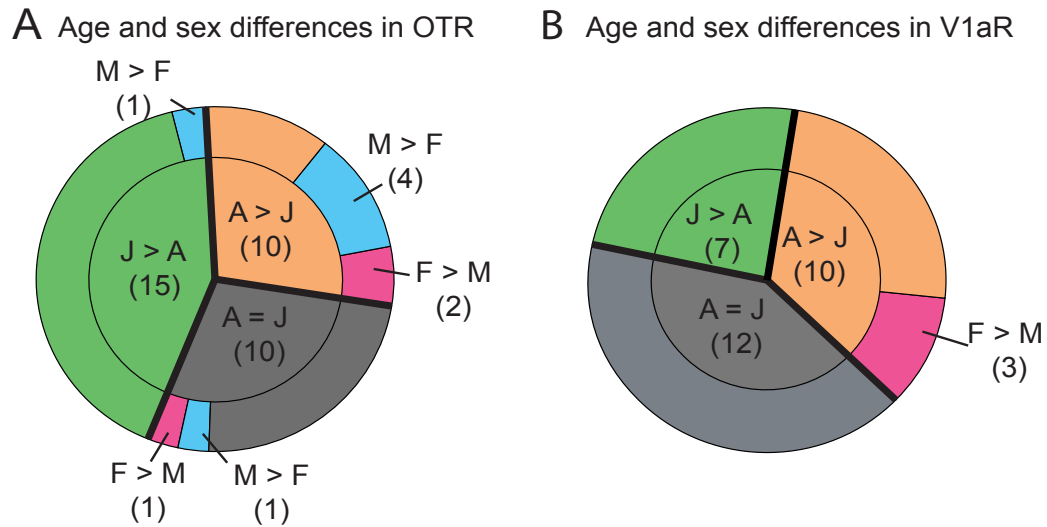 A Age and sex differences in OTR
M > F
(1)
M > F
(4)
A > J
(10)
J > A
(15)
F > M
(2)
A = J
(10)
F > M
(1)
M > F
(1)
B Age and sex differences in V1aR
J > A
(7)
A > J
(10)
A = J
(12)
F > M
(3)